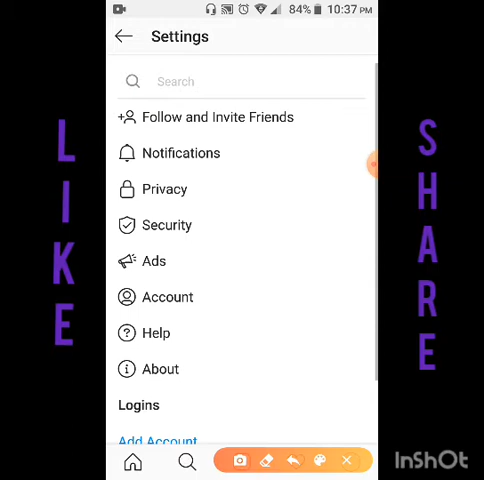 84% 10:37 PM
Settings
Search
Follow and Invite Friends
Notifications
Privacy
Security
Ads
Account
Help
About
Logins
Add Account
LIKE
SHARE
InShOt